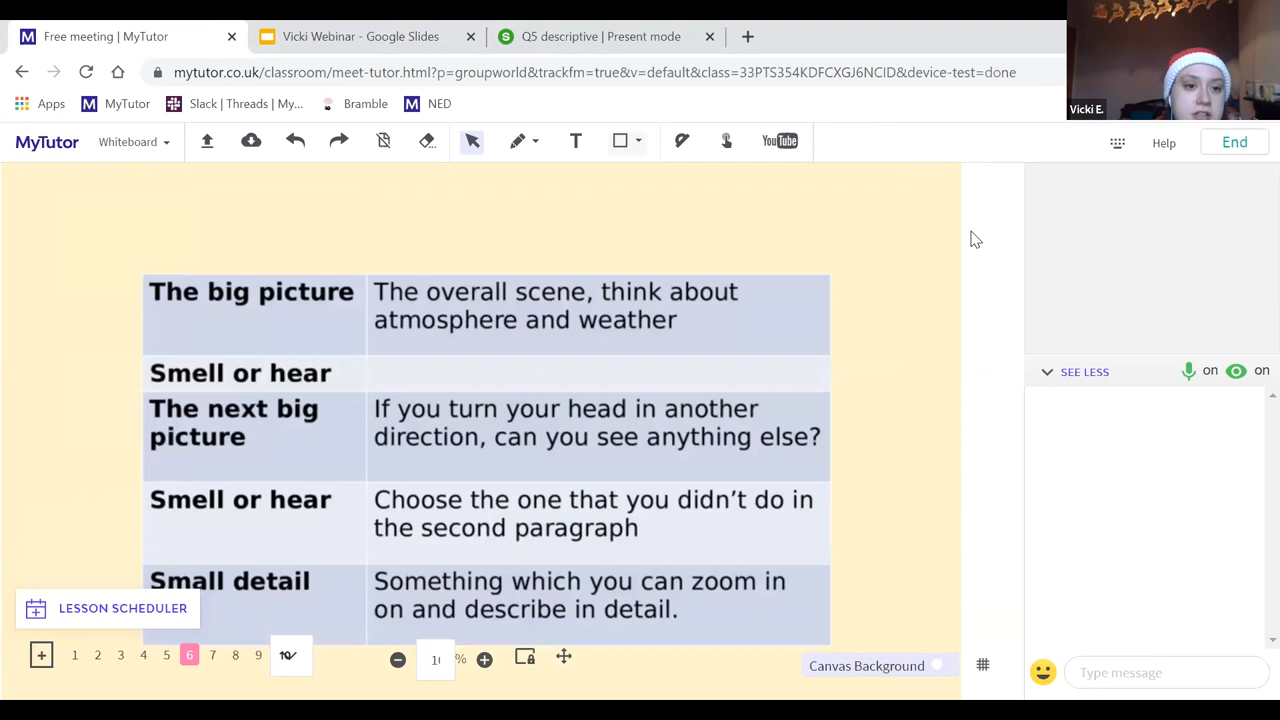 Free meeting | MyTutor
Vicki Webinar - Google Slides
Q5 descriptive | Present mode
mytutor.co.uk/classroom/meet-tutor.html?p=groupworld&trackfm=true&v=default&class=33PTS354KDFCXGJ6NCID&device-test=done
Apps
MyTutor
Slack | Threads | My...
Bramble
NED
Vicki E.
MyTutor
Whiteboard
T
YouTube
Help
End
The big picture
The overall scene, think about
atmosphere and weather
Smell or hear
The next big
picture
If you turn your head in another
direction, can you see anything else?
Smell or hear
Choose the one that you didn't do in
the second paragraph
Small detail
Something which you can zoom in
on and describe in detail.
SEE LESS
on
on
LESSON SCHEDULER
1 2 3 4 5 6 7 8 9
%
Canvas Background
Type message